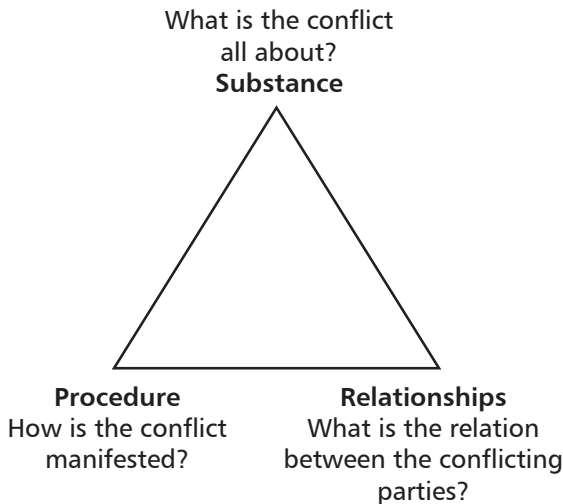 What is the conflict
all about?
Substance
Procedure
How is the conflict
manifested?
Relationships
What is the relation
between the conflicting
parties?